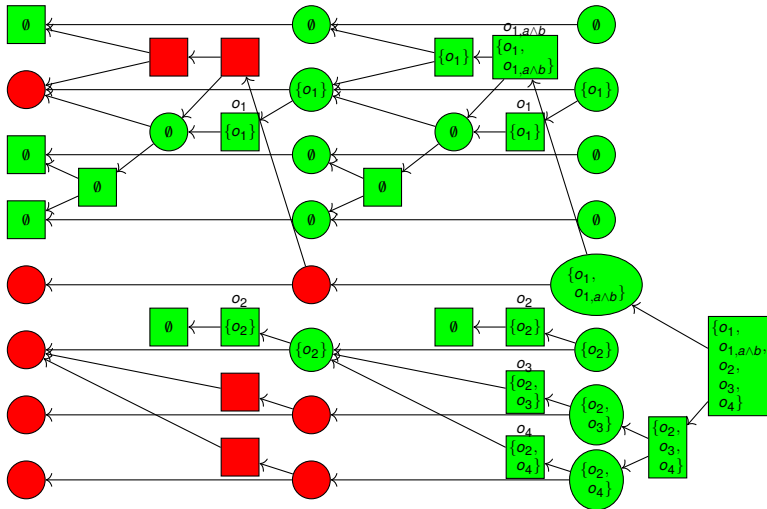 ∅ ∅ o₁,ₐ∧b ∅
{o₁} {o₁,
o₁,ₐ∧b}
{o₁} {o₁}
o₁ o₁
∅ {o₁} ∅ {o₁}
∅ ∅ ∅
∅ ∅
∅ ∅ ∅
{o₁,
o₁,ₐ∧b}
o₂ o₂
∅ {o₂} ∅ {o₂}
{o₂} {o₂}
{o₁,
o₁,ₐ∧b,
o₂,
o₃,
o₄}
o₃
{o₂,
o₃}
{o₂,
o₃}
o₄
{o₂,
o₄}
{o₂,
o₃,
o₄}
{o₂,
o₄}